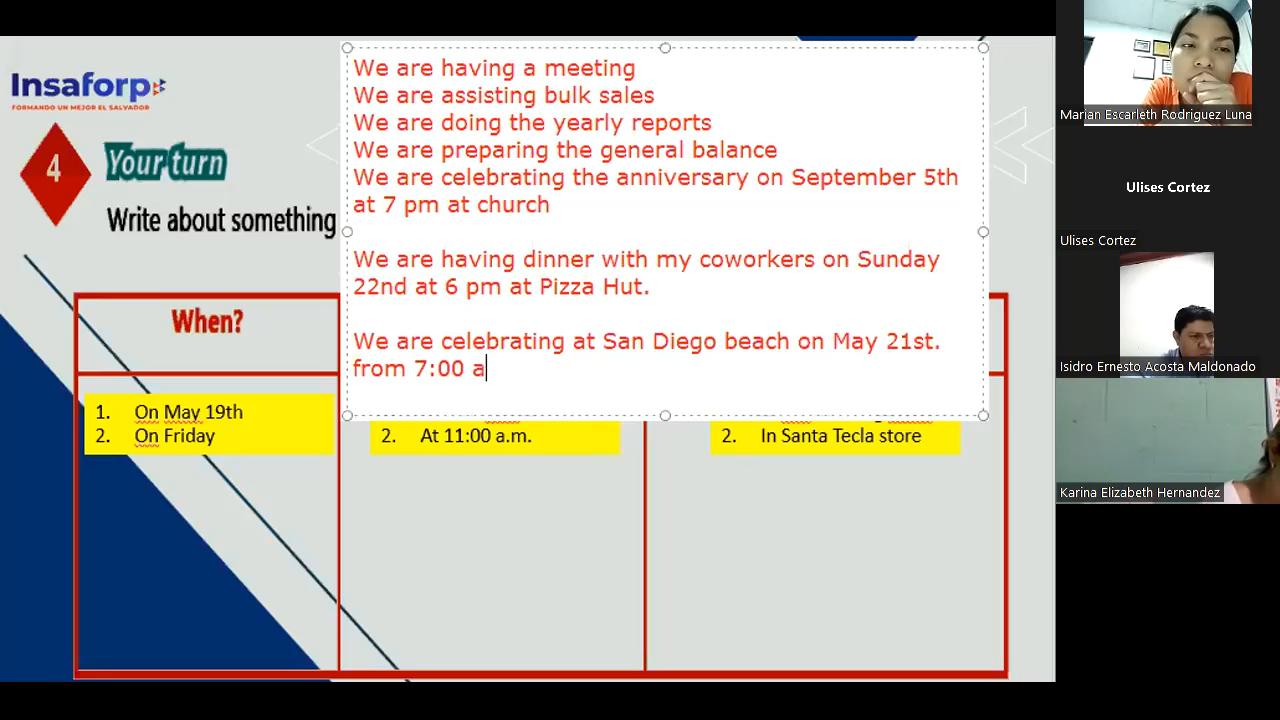 Insaforp
FORMANDO UN MEJOR EL SALVADOR
4
Your turn
Write about something
We are having a meeting
We are assisting bulk sales
We are doing the yearly reports
We are preparing the general balance
We are celebrating the anniversary on September 5th
at 7 pm at church
We are having dinner with my coworkers on Sunday
22nd at 6 pm at Pizza Hut.
We are celebrating at San Diego beach on May 21st.
from 7:00 a
When?
1. On May 19th
2. On Friday
2. At 11:00 a.m.
2. In Santa Tecla store
Marian Escarleth Rodriguez Luna
Ulises Cortez
Ulises Cortez
Isidro Ernesto Acosta Maldonado
Karina Elizabeth Hernandez